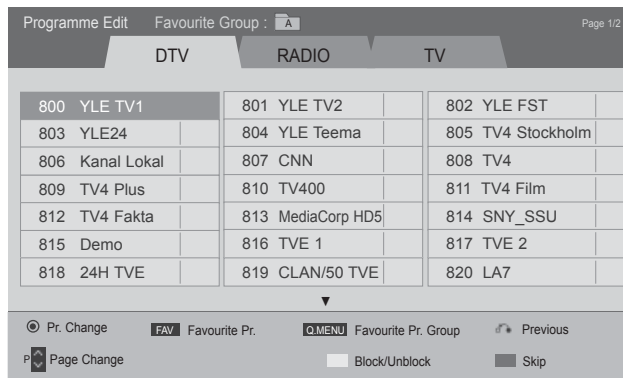 Programme Edit Favourite Group : A Page 1/2
DTV RADIO TV
800 YLE TV1 801 YLE TV2 802 YLE FST
803 YLE24 804 YLE Teema 805 TV4 Stockholm
806 Kanal Lokal 807 CNN 808 TV4
809 TV4 Plus 810 TV400 811 TV4 Film
812 TV4 Fakta 813 MediaCorp HD5 814 SNY_SSU
815 Demo 816 TVE 1 817 TVE 2
818 24H TVE 819 CLAN/50 TVE 820 LA7
▼
Pr. Change FAV Favourite Pr. Q.MENU Favourite Pr. Group Previous
P Page Change Block/Unblock Skip